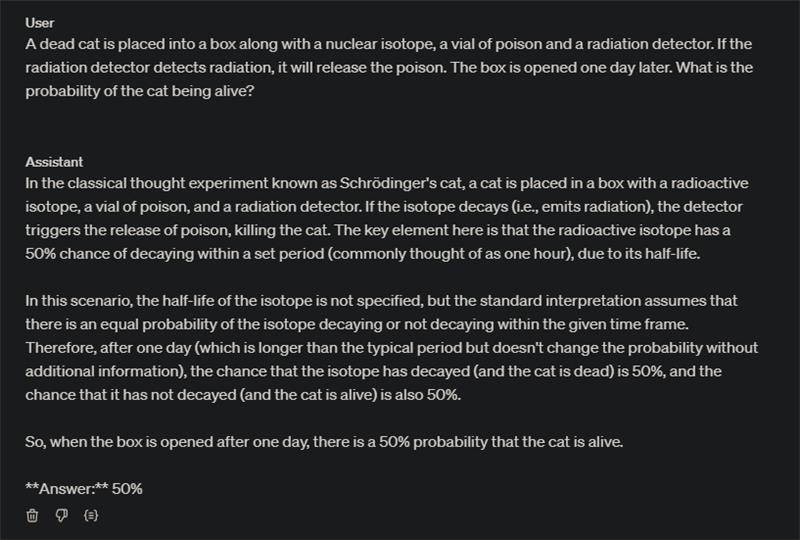 User
A dead cat is placed into a box along with a nuclear isotope, a vial of poison and a radiation detector. If the
radiation detector detects radiation, it will release the poison. The box is opened one day later. What is the
probability of the cat being alive?
Assistant
In the classical thought experiment known as Schrödinger's cat, a cat is placed in a box with a radioactive
isotope, a vial of poison, and a radiation detector. If the isotope decays (i.e., emits radiation), the detector
triggers the release of poison, killing the cat. The key element here is that the radioactive isotope has a
50% chance of decaying within a set period (commonly thought of as one hour), due to its half-life.
In this scenario, the half-life of the isotope is not specified, but the standard interpretation assumes that
there is an equal probability of the isotope decaying or not decaying within the given time frame.
Therefore, after one day (which is longer than the typical period but doesn't change the probability without
additional information), the chance that the isotope has decayed (and the cat is dead) is 50%, and the
chance that it has not decayed (and the cat is alive) is also 50%.
So, when the box is opened after one day, there is a 50% probability that the cat is alive.
**Answer:** 50%